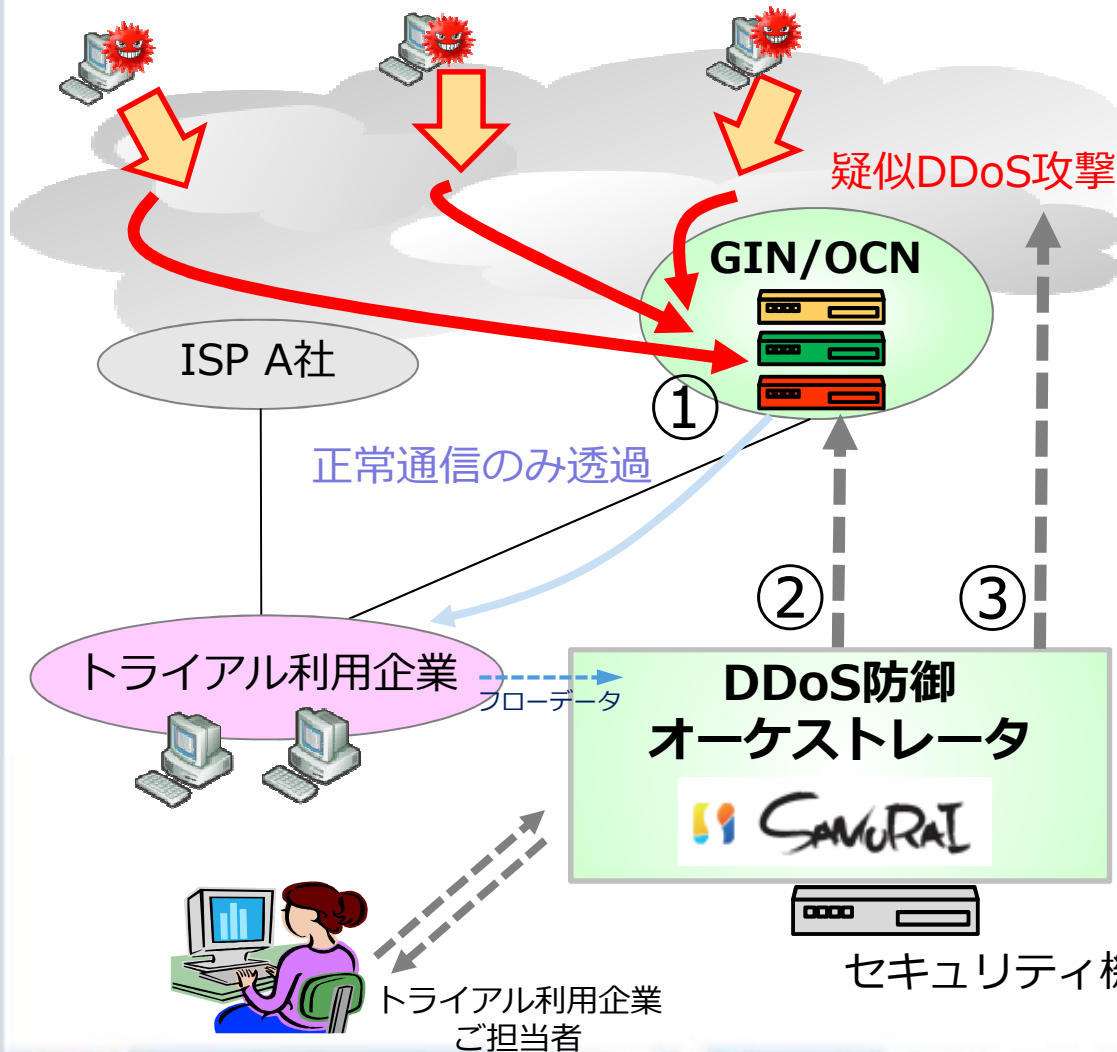 疑似DDoS攻撃
GIN/OCN
ISP A社
①
正常通信のみ透過
②
③
トライアル利用企業
フローデータ
DDoS防御
オーケストレータ
SAMURAI
セキュリティ機
トライアル利用企業
ご担当者